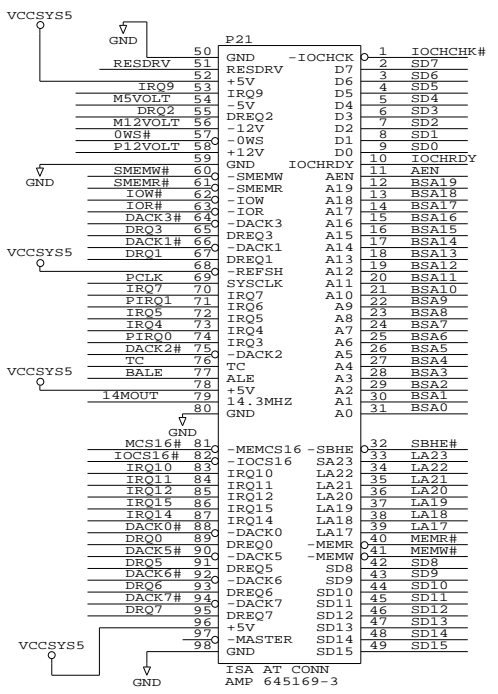 VCCSYS5
GND
P21
50 GND -IOCHCK 1 IOCHCHK#
RESDRV 51 RESDRV D7 2 SD7
52 +5V D6 3 SD6
IRQ9 53 IRQ9 D5 4 SD5
M5VOLT 54 -5V D4 5 SD4
DRQ2 55 DREQ2 D3 6 SD3
M12VOLT 56 -12V D2 7 SD2
0WS# 57 -0WS D1 8 SD1
P12VOLT 58 +12V D0 9 SD0
59 GND IOCHRDY 10 IOCHRDY
GND
SMEMW# 60 -SMEMW AEN 11 AEN
SMEMR# 61 -SMEMR A19 12 BSA19
IOW# 62 -IOW A18 13 BSA18
IOR# 63 -IOR A17 14 BSA17
DACK3# 64 -DACK3 A16 15 BSA16
DRQ3 65 DREQ3 A15 16 BSA15
DACK1# 66 -DACK1 A14 17 BSA14
VCCSYS5
DRQ1 67 DREQ1 A13 18 BSA13
68 -REFSH A12 19 BSA12
PCLK 69 SYSCLK A11 20 BSA11
IRQ7 70 IRQ7 A10 21 BSA10
PIRQ1 71 IRQ6 A9 22 BSA9
IRQ5 72 IRQ5 A8 23 BSA8
IRQ4 73 IRQ4 A7 24 BSA7
PIRQ0 74 IRQ3 A6 25 BSA6
DACK2# 75 -DACK2 A5 26 BSA5
TC 76 TC A4 27 BSA4
VCCSYS5
BALE 77 ALE A3 28 BSA3
78 +5V A2 29 BSA2
14MOUT 79 14.3MHZ A1 30 BSA1
80 GND A0 31 BSA0
GND
MCS16# 81 -MEMCS16 -SBHE 32 SBHE#
IOCS16# 82 -IOCS16 SA23 33 LA23
IRQ10 83 IRQ10 LA22 34 LA22
IRQ11 84 IRQ11 LA21 35 LA21
IRQ12 85 IRQ12 LA20 36 LA20
IRQ15 86 IRQ15 LA19 37 LA19
IRQ14 87 IRQ14 LA18 38 LA18
DACK0# 88 -DACK0 LA17 39 LA17
DRQ0 89 DREQ0 -MEMR 40 MEMR#
DACK5# 90 -DACK5 -MEMW 41 MEMW#
DRQ5 91 DREQ5 SD8 42 SD8
DACK6# 92 -DACK6 SD9 43 SD9
DRQ6 93 DREQ6 SD10 44 SD10
DACK7# 94 -DACK7 SD11 45 SD11
DRQ7 95 DREQ7 SD12 46 SD12
96 +5V SD13 47 SD13
97 -MASTER SD14 48 SD14
98 GND SD15 49 SD15
VCCSYS5
GND
ISA AT CONN
AMP 645169-3